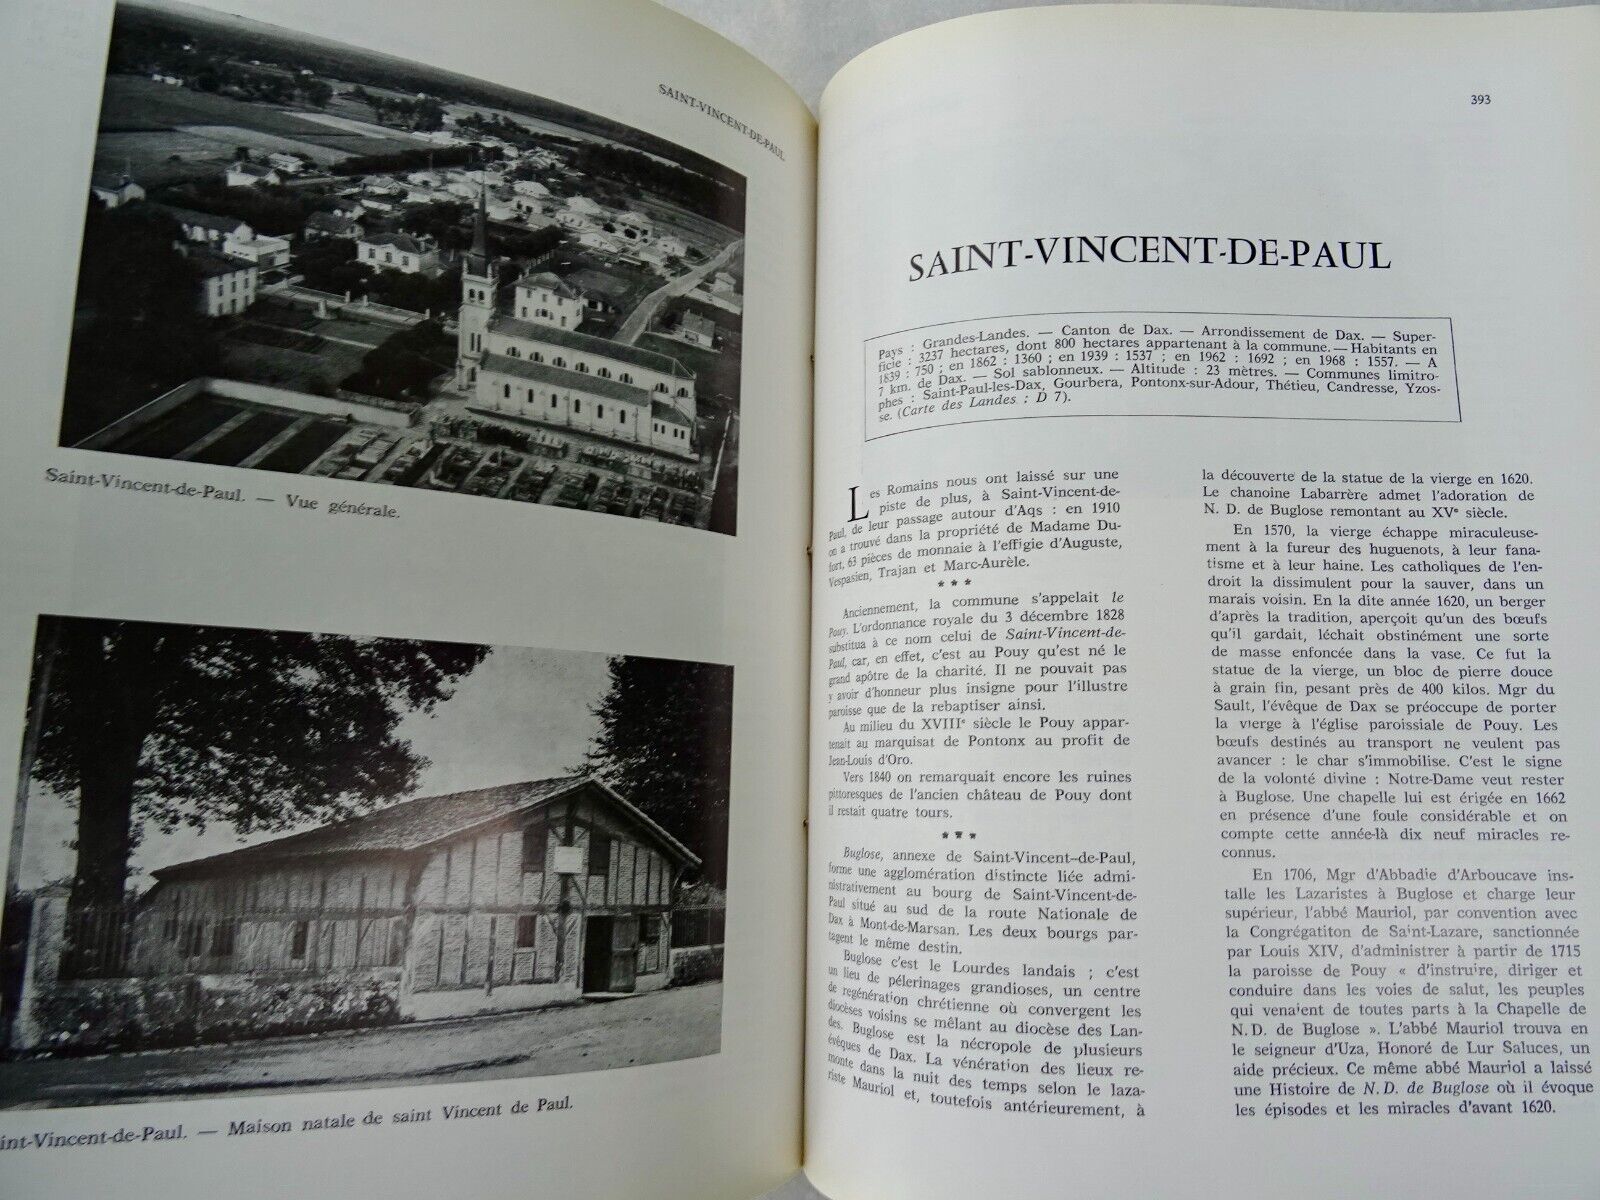 SAINT-VINCENT-DE-PAUL
Saint-Vincent-de-Paul. — Vue générale.
int-Vincent-de-Paul. — Maison natale de saint Vincent de Paul.
393
SAINT-VINCENT-DE-PAUL
Pays : Grandes-Landes. — Canton de Dax. — Arrondissement de Dax. — Super-
ficie : 3237 hectares, dont 800 hectares appartenant à la commune. — Habitants en
1839 : 750 ; en 1862 : 1360 ; en 1939 : 1537 ; en 1962 : 1692 ; en 1968 : 1557. — A
7 km. de Dax. — Sol sablonneux. — Altitude : 23 mètres. — Communes limitro-
phes : Saint-Paul-les-Dax, Gourbera, Pontonx-sur-Adour, Thétieu, Candresse, Yzos-
se. (Carte des Landes : D 7).
Les Romains nous ont laissé sur une
piste de plus, à Saint-Vincent-de-
Paul, de leur passage autour d'Aqs : en 1910
on a trouvé dans la propriété de Madame Du-
fort, 63 pièces de monnaie à l'effigie d'Auguste,
Vespasien, Trajan et Marc-Aurèle.
* * *
Anciennement, la commune s'appelait le
Pouy. L'ordonnance royale du 3 décembre 1828
substitua à ce nom celui de Saint-Vincent-de-
Paul, car, en effet, c'est au Pouy qu'est né le
grand apôtre de la charité. Il ne pouvait pas
y avoir d'honneur plus insigne pour l'illustre
paroisse que de la rebaptiser ainsi.
Au milieu du XVIIIe siècle le Pouy appar-
tenait au marquisat de Pontonx au profit de
Jean-Louis d'Oro.
Vers 1840 on remarquait encore les ruines
pittoresques de l'ancien château de Pouy dont
il restait quatre tours.
* * *
Buglose, annexe de Saint-Vincent--de-Paul,
forme une agglomération distincte liée admi-
nistrativement au bourg de Saint-Vincent-de-
Paul situé au sud de la route Nationale de
Dax à Mont-de-Marsan. Les deux bourgs par-
tagent le même destin.
Buglose c'est le Lourdes landais ; c'est
un lieu de pélerinages grandioses, un centre
de regénération chrétienne où convergent les
diocèses voisins se mêlant au diocèse des Lan-
des. Buglose est la nécropole de plusieurs
évêques de Dax. La vénération des lieux re-
monte dans la nuit des temps selon le laza-
riste Mauriol et, toutefois antérieurement, à
la découverte de la statue de la vierge en 1620.
Le chanoine Labarrère admet l'adoration de
N. D. de Buglose remontant au XVe siècle.
En 1570, la vierge échappe miraculeuse-
ment à la fureur des huguenots, à leur fana-
tisme et à leur haine. Les catholiques de l'en-
droit la dissimulent pour la sauver, dans un
marais voisin. En la dite année 1620, un berger
d'après la tradition, aperçoit qu'un des bœufs
qu'il gardait, léchait obstinément une sorte
de masse enfoncée dans la vase. Ce fut la
statue de la vierge, un bloc de pierre douce
à grain fin, pesant près de 400 kilos. Mgr du
Sault, l'évêque de Dax se préoccupe de porter
la vierge à l'église paroissiale de Pouy. Les
bœufs destinés au transport ne veulent pas
avancer : le char s'immobilise. C'est le signe
de la volonté divine : Notre-Dame veut rester
à Buglose. Une chapelle lui est érigée en 1662
en présence d'une foule considérable et on
compte cette année-là dix neuf miracles re-
connus.
En 1706, Mgr d'Abbadie d'Arboucave ins-
talle les Lazaristes à Buglose et charge leur
supérieur, l'abbé Mauriol, par convention avec
la Congrégatiton de Saint-Lazare, sanctionnée
par Louis XIV, d'administrer à partir de 1715
la paroisse de Pouy « d'instruire, diriger et
conduire dans les voies de salut, les peuples
qui venaient de toutes parts à la Chapelle de
N. D. de Buglose ». L'abbé Mauriol trouva en
le seigneur d'Uza, Honoré de Lur Saluces, un
aide précieux. Ce même abbé Mauriol a laissé
une Histoire de N. D. de Buglose où il évoque
les épisodes et les miracles d'avant 1620.